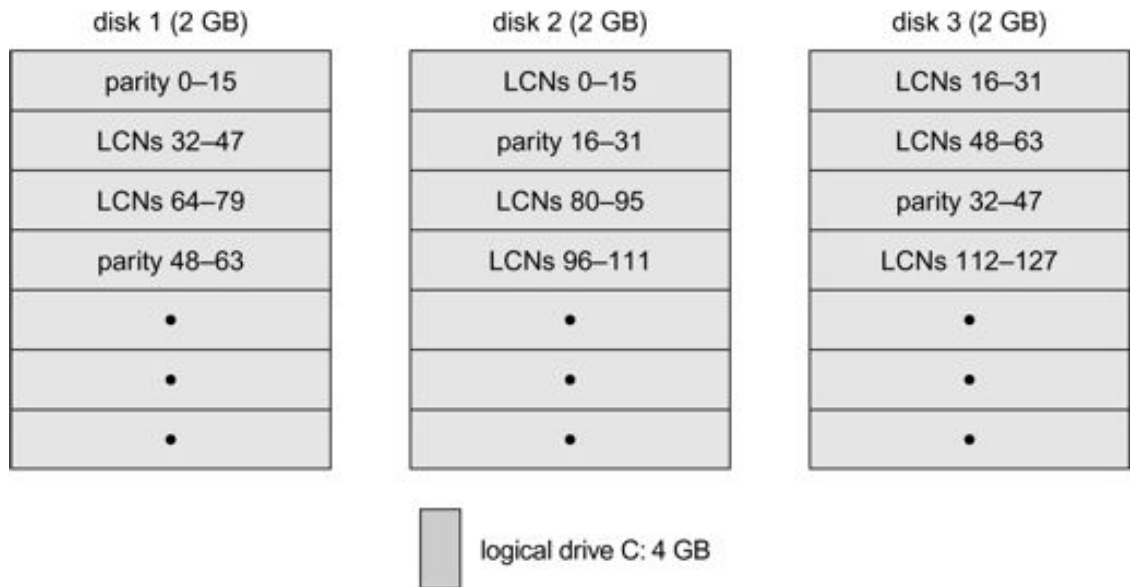 disk 1 (2 GB)
disk 2 (2 GB)
disk 3 (2 GB)
parity 0–15
LCNs 0–15
LCNs 16–31
LCNs 32–47
parity 16–31
LCNs 48–63
LCNs 64–79
LCNs 80–95
parity 32–47
parity 48–63
LCNs 96–111
LCNs 112–127
logical drive C: 4 GB